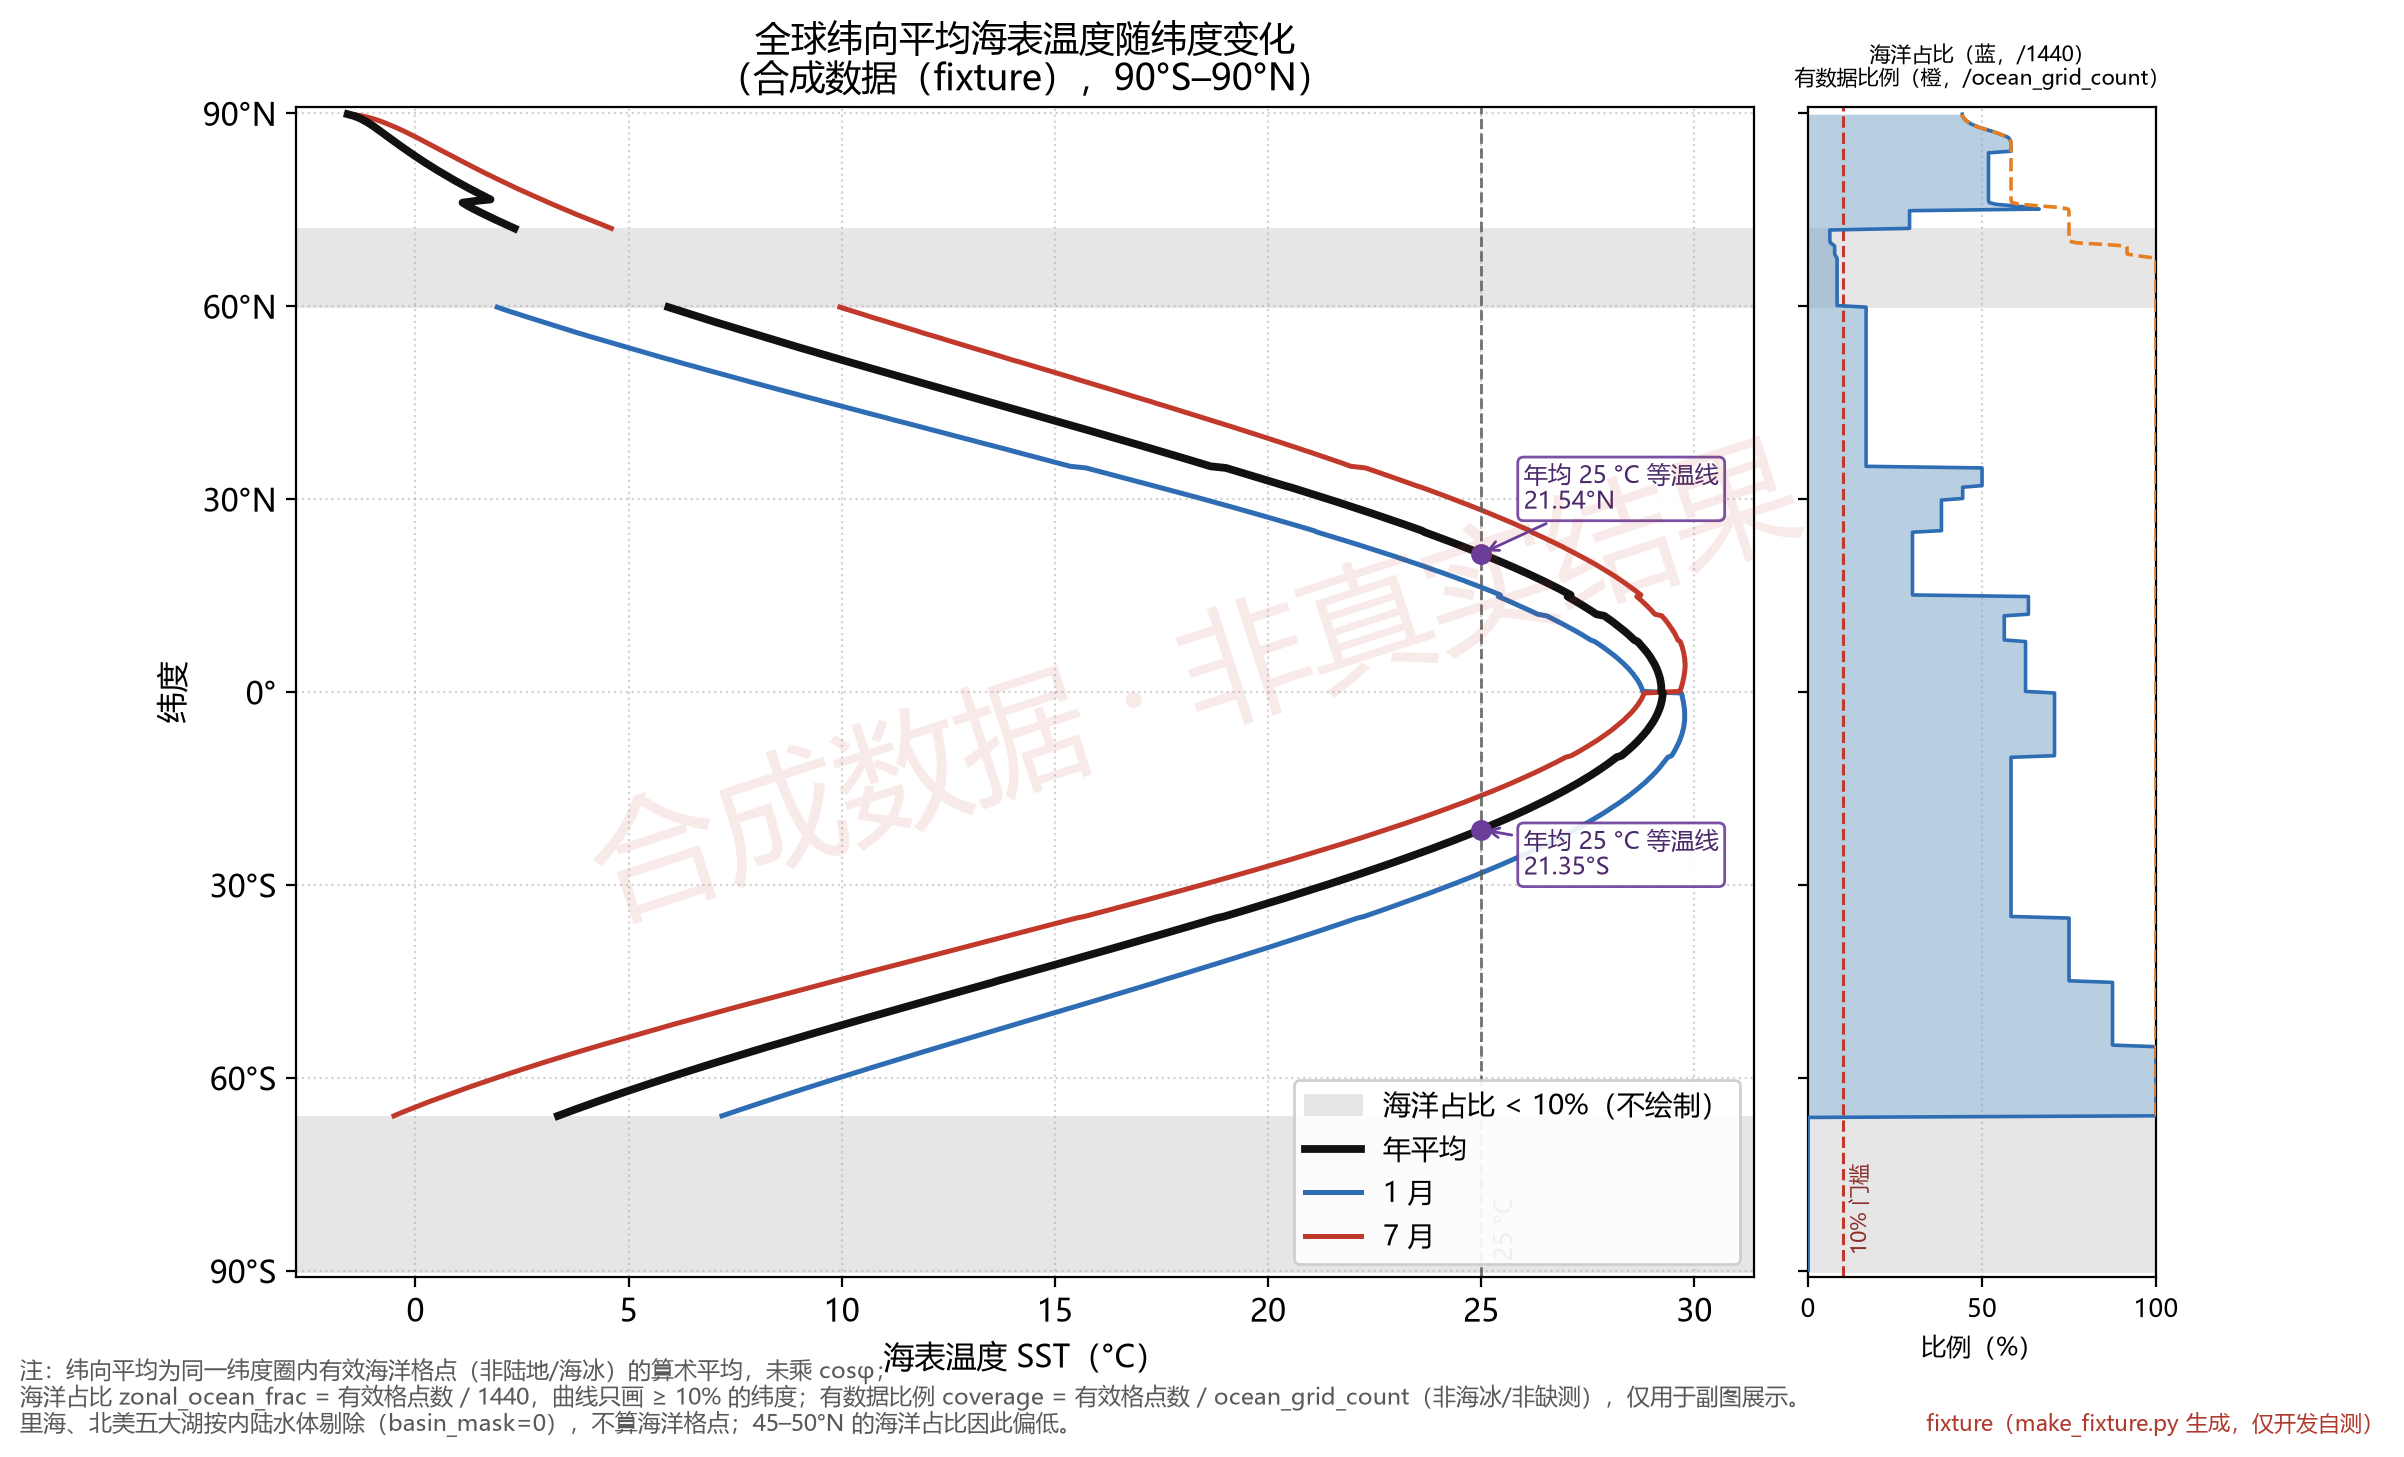 全球纬向平均海表温度随纬度变化
（合成数据（fixture），90°S–90°N）
海洋占比（蓝，/1440）
有数据比例（橙，/ocean_grid_count）
90°N
60°N
30°N
0°
30°S
60°S
90°S
纬度
年均 25 °C 等温线
21.54°N
年均 25 °C 等温线
21.35°S
合成数据 · 非真实结果
海洋占比 < 10%（不绘制）
年平均
1 月
7 月
25 °C
10% 门槛
0
5
10
15
20
25
30
海表温度 SST（°C）
0
50
100
比例（%）
注：纬向平均为同一纬度圈内有效海洋格点（非陆地/海冰）的算术平均，未乘 cosφ；
海洋占比 zonal_ocean_frac = 有效格点数 / 1440，曲线只画 ≥ 10% 的纬度；有数据比例 coverage = 有效格点数 / ocean_grid_count（非海冰/非缺测），仅用于副图展示。
里海、北美五大湖按内陆水体剔除（basin_mask=0），不算海洋格点；45–50°N 的海洋占比因此偏低。
fixture（make_fixture.py 生成，仅开发自测）